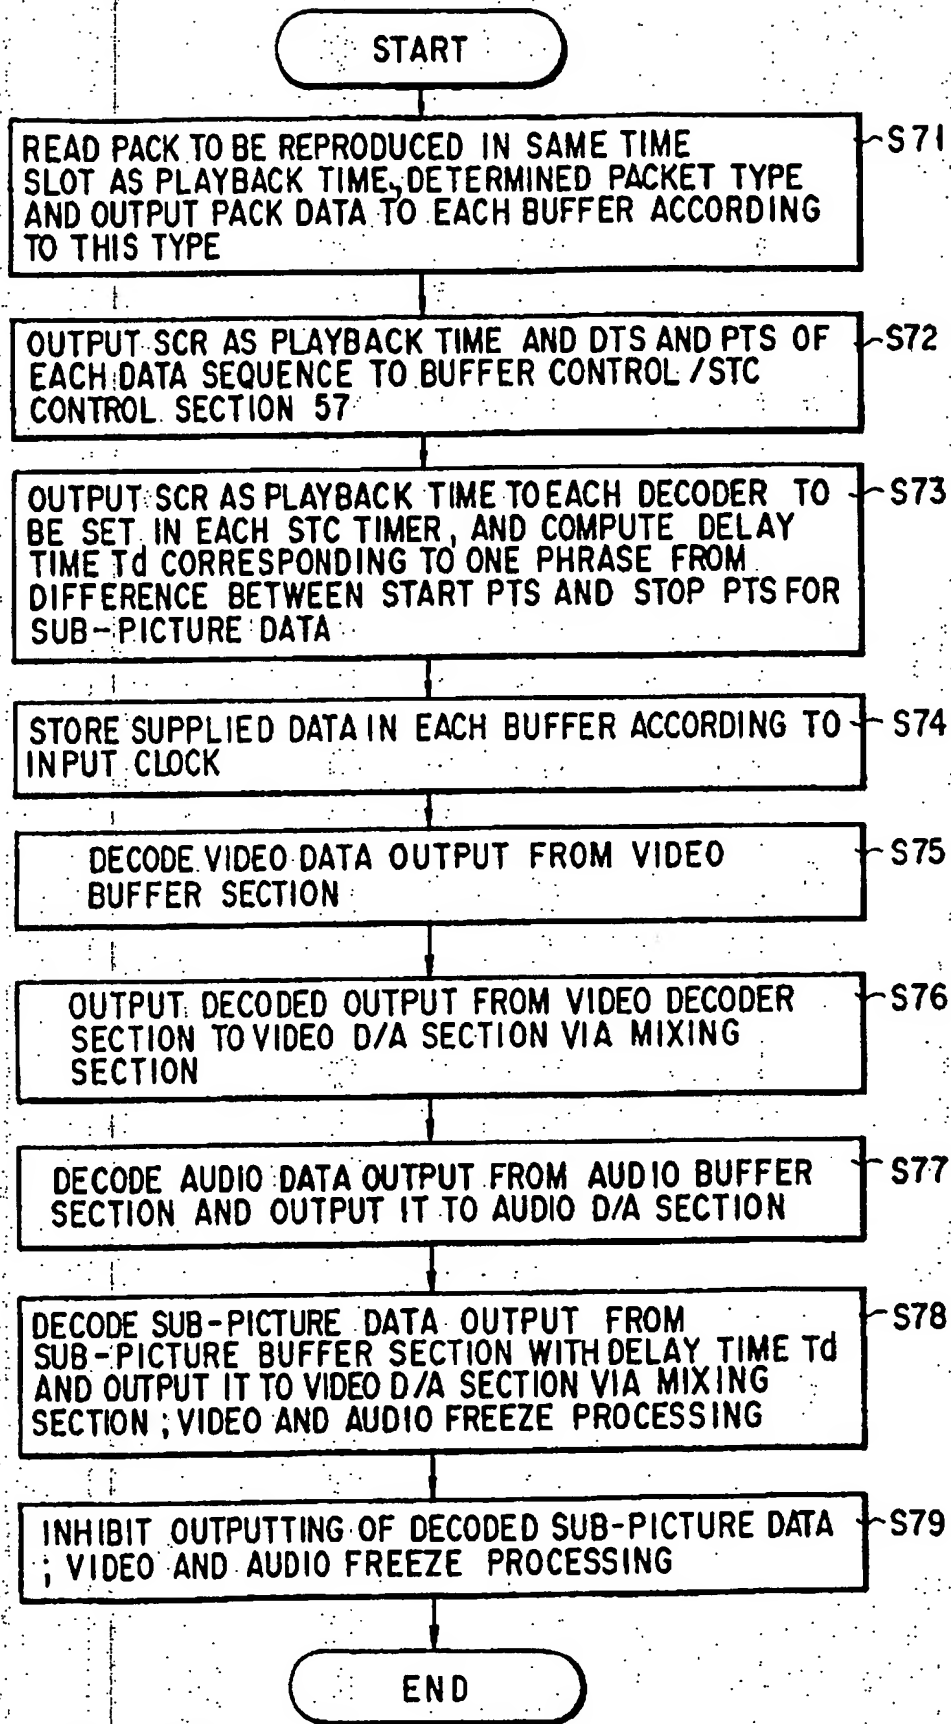 START
READ PACK TO BE REPRODUCED IN SAME TIME
SLOT AS PLAYBACK TIME, DETERMINED PACKET TYPE
AND OUTPUT PACK DATA TO EACH BUFFER ACCORDING
TO THIS TYPE
S71
OUTPUT SCR AS PLAYBACK TIME AND DTS AND PTS OF
EACH DATA SEQUENCE TO BUFFER CONTROL/STC
CONTROL SECTION 57
S72
OUTPUT SCR AS PLAYBACK TIME TO EACH DECODER TO
BE SET IN EACH STC TIMER, AND COMPUTE DELAY
TIME Td CORRESPONDING TO ONE PHRASE FROM
DIFFERENCE BETWEEN START PTS AND STOP PTS FOR
SUB-PICTURE DATA
S73
STORE SUPPLIED DATA IN EACH BUFFER ACCORDING TO
INPUT CLOCK
S74
DECODE VIDEO DATA OUTPUT FROM VIDEO
BUFFER SECTION
S75
OUTPUT DECODED OUTPUT FROM VIDEO DECODER
SECTION TO VIDEO D/A SECTION VIA MIXING
SECTION
S76
DECODE AUDIO DATA OUTPUT FROM AUDIO BUFFER
SECTION AND OUTPUT IT TO AUDIO D/A SECTION
S77
DECODE SUB-PICTURE DATA OUTPUT FROM
SUB-PICTURE BUFFER SECTION WITH DELAY TIME Td
AND OUTPUT IT TO VIDEO D/A SECTION VIA MIXING
SECTION ; VIDEO AND AUDIO FREEZE PROCESSING
S78
INHIBIT OUTPUTTING OF DECODED SUB-PICTURE DATA
; VIDEO AND AUDIO FREEZE PROCESSING
S79
END